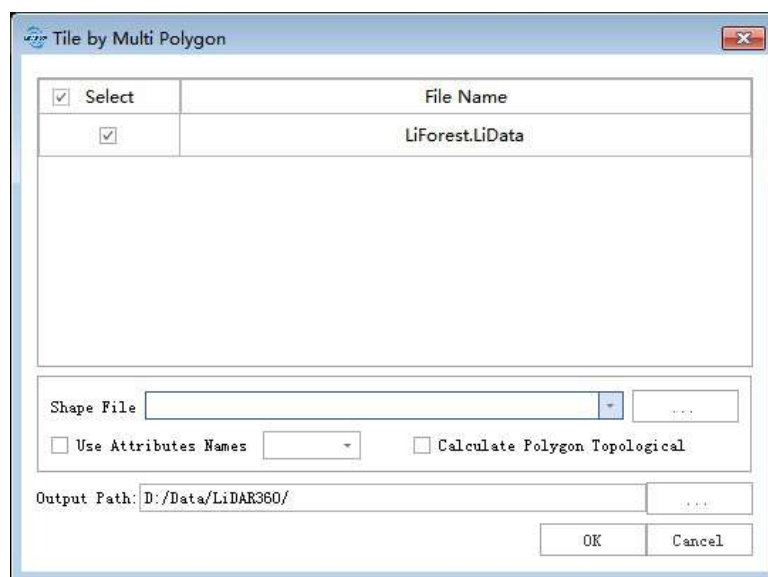 Tile by Multi Polygon
Select File Name
LiForest.LiData
Shape File ...
Use Attributes Names Calculate Polygon Topological
Output Path: D:/Data/LiDAR360/ ...
OK Cancel